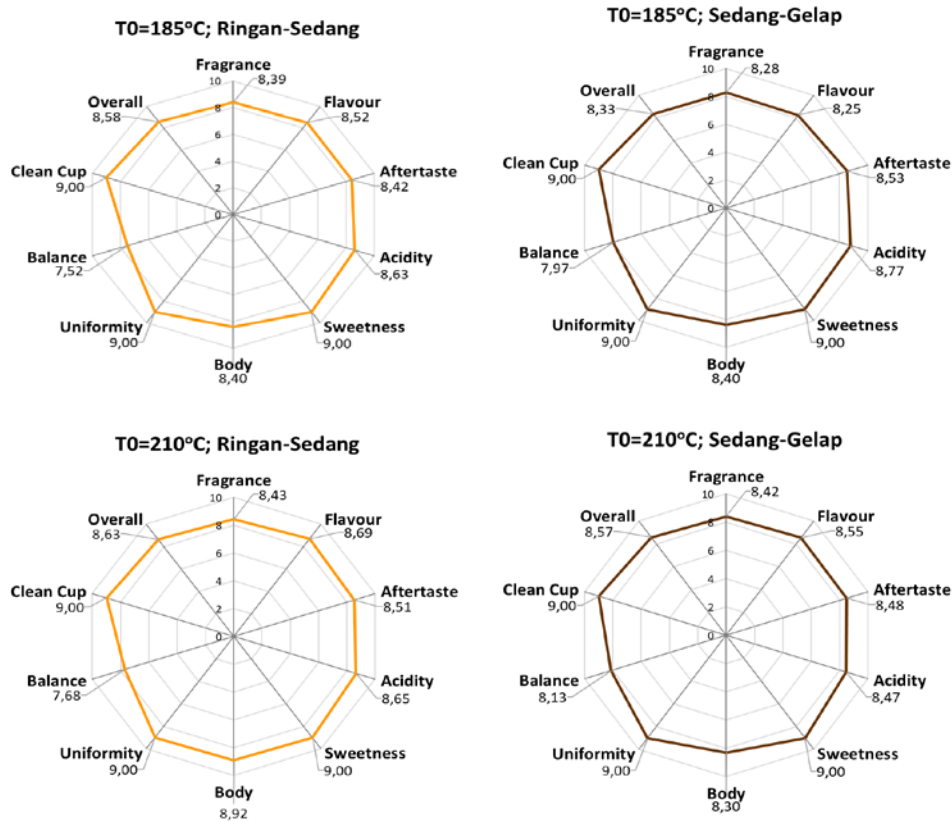 T0=185°C; Ringan-Sedang
Fragrance
8,39
Flavour
8,52
Aftertaste
8,42
Acidity
8,63
Sweetness
9,00
Body
8,40
Uniformity
9,00
Balance
7,52
Clean Cup
9,00
Overall
8,58
10
8
6
4
2
0
T0=185°C; Sedang-Gelap
Fragrance
8,28
Flavour
8,25
Aftertaste
8,53
Acidity
8,77
Sweetness
9,00
Body
8,40
Uniformity
9,00
Balance
7,97
Clean Cup
9,00
Overall
8,33
10
8
6
4
2
0
T0=210°C; Ringan-Sedang
Fragrance
8,43
Flavour
8,69
Aftertaste
8,51
Acidity
8,65
Sweetness
9,00
Body
8,92
Uniformity
9,00
Balance
7,68
Clean Cup
9,00
Overall
8,63
10
8
6
4
2
0
T0=210°C; Sedang-Gelap
Fragrance
8,42
Flavour
8,55
Aftertaste
8,48
Acidity
8,47
Sweetness
9,00
Body
8,30
Uniformity
9,00
Balance
8,13
Clean Cup
9,00
Overall
8,57
10
8
6
4
2
0